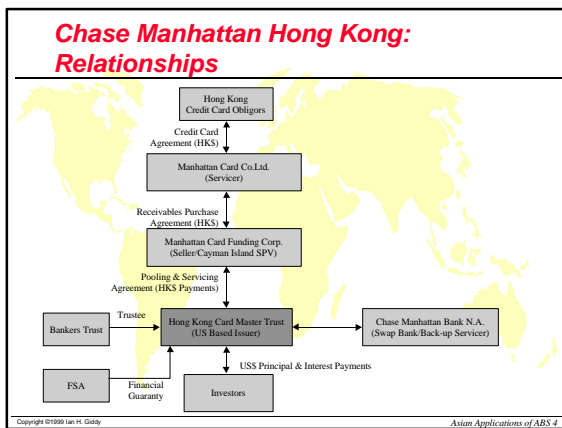 Chase Manhattan Hong Kong:
Relationships
Hong Kong
Credit Card Obligors
Credit Card
Agreement (HK$)
Manhattan Card Co.Ltd.
(Servicer)
Receivables Purchase
Agreement (HK$)
Manhattan Card Funding Corp.
(Seller/Cayman Island SPV)
Pooling & Servicing
Agreement (HK$ Payments)
Trustee
Bankers Trust
Hong Kong Card Master Trust
(US Based Issuer)
Chase Manhattan Bank N.A.
(Swap Bank/Back-up Servicer)
US$ Principal & Interest Payments
FSA
Financial
Guaranty
Investors
Copyright ©1999 Ian H. Giddy
Asian Applications of ABS 4